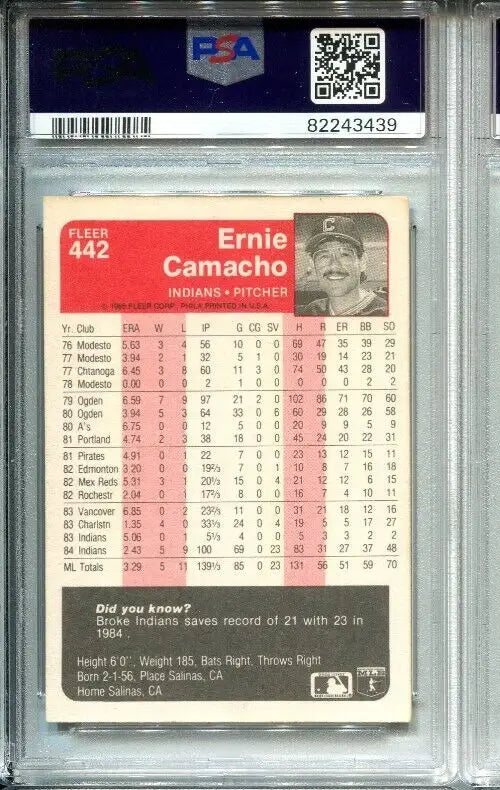 PSA
82243439
FLEER
442
Ernie
Camacho
INDIANS • PITCHER
© 1985 FLEER CORP., PHILA PRINTED IN U.S.A.
Yr. Club ERA W L IP G CG SV H R ER BB SO
76 Modesto 5.63 3 4 56 10 0 0 69 47 35 39 29
77 Modesto 3.94 2 1 32 5 1 0 30 19 14 23 21
77 Chtanoga 6.45 3 8 60 11 3 0 74 50 43 28 20
78 Modesto 0.00 0 0 2 1 0 0 0 0 0 2 2
79 Ogden 6.59 7 9 97 21 2 0 102 86 71 70 60
80 Ogden 3.94 5 3 64 33 0 6 60 29 28 26 58
80 A's 6.75 0 0 12 5 0 0 20 9 9 5 9
81 Portland 4.74 2 3 38 18 0 0 45 24 20 22 31
81 Pirates 4.91 0 1 22 7 0 0 23 13 12 15 11
82 Edmonton 3.20 0 0 19⅔ 7 0 1 10 8 7 16 18
82 Mex Reds 5.31 3 1 20⅓ 15 0 4 21 12 12 6 15
82 Rochestr 2.04 0 1 17⅔ 8 0 0 16 7 4 10 11
83 Vancover 6.85 0 2 23⅔ 11 0 0 31 21 18 12 16
83 Charlstn 1.35 4 0 33⅓ 24 0 4 19 5 5 17 27
83 Indians 5.06 0 1 5⅓ 4 0 0 5 3 3 2 2
84 Indians 2.43 5 9 100 69 0 23 83 31 27 37 48
ML Totals 3.29 5 11 139⅓ 85 0 23 131 56 51 59 70
Did you know?
Broke Indians saves record of 21 with 23 in
1984 .
Height 6'0", Weight 185, Bats Right, Throws Right
Born 2-1-56, Place Salinas, CA
Home Salinas, CA